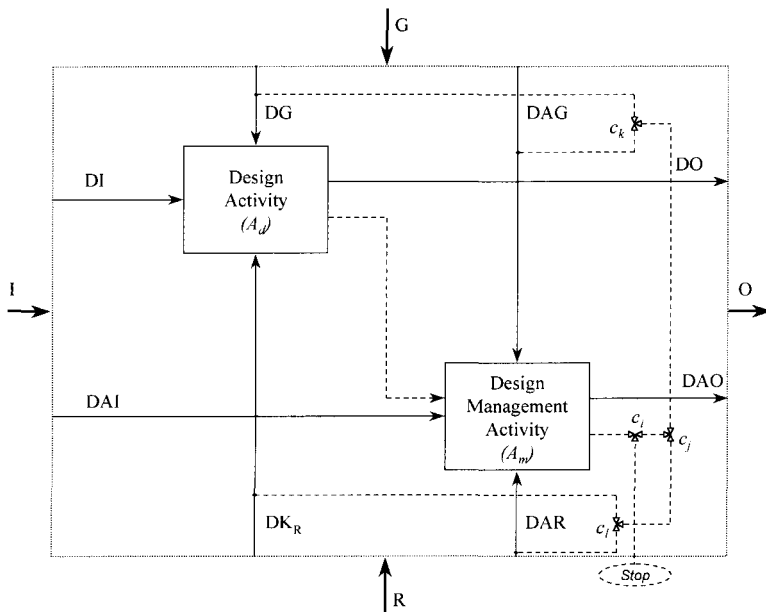 G
DG
DAG
c_k
DI
Design
Activity
(A_d)
DO
I
O
DAI
Design
Management
Activity
(A_m)
DAO
c_i
c_j
DK_R
DAR
c_l
Stop
R